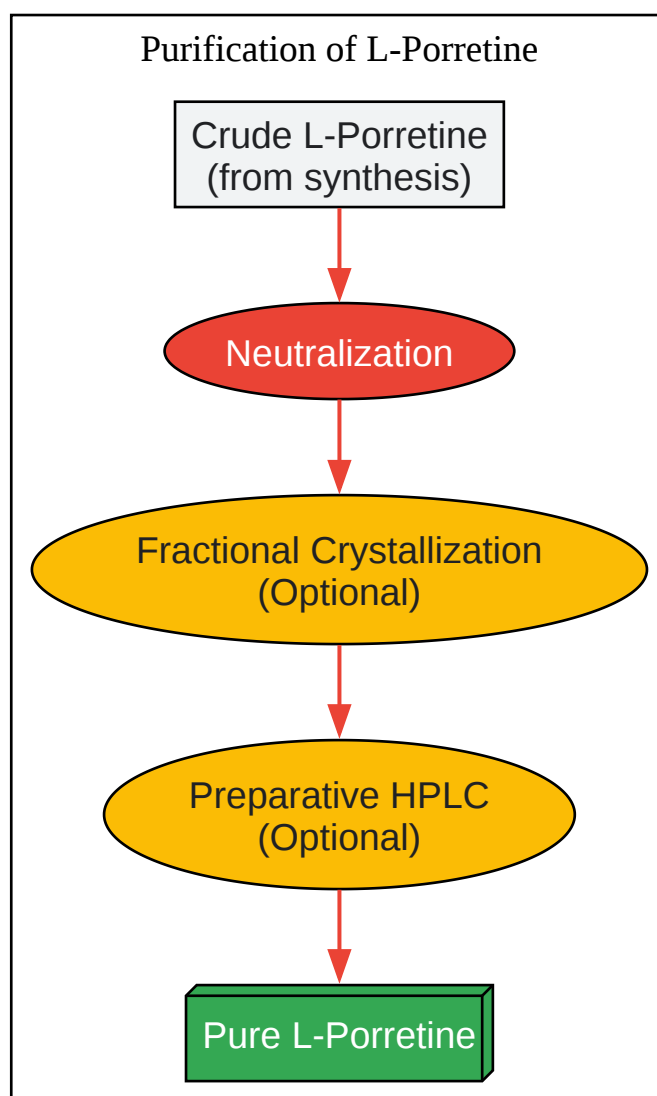 Purification of L-Porretine
Crude L-Porretine
(from synthesis)
Neutralization
Fractional Crystallization
(Optional)
Preparative HPLC
(Optional)
Pure L-Porretine